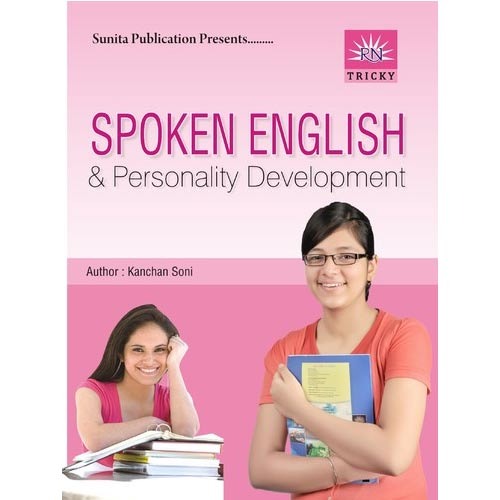 Sunita Publication Presents.........
RN
TRICKY
SPOKEN ENGLISH
& Personality Development
Author : Kanchan Soni